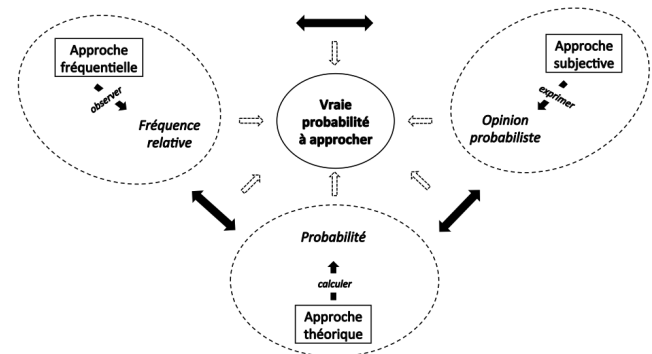 Approche
fréquentielle
observer
Fréquence
relative
Vraie
probabilité
à approcher
Approche
subjective
exprimer
Opinion
probabiliste
Probabilité
calculer
Approche
théorique